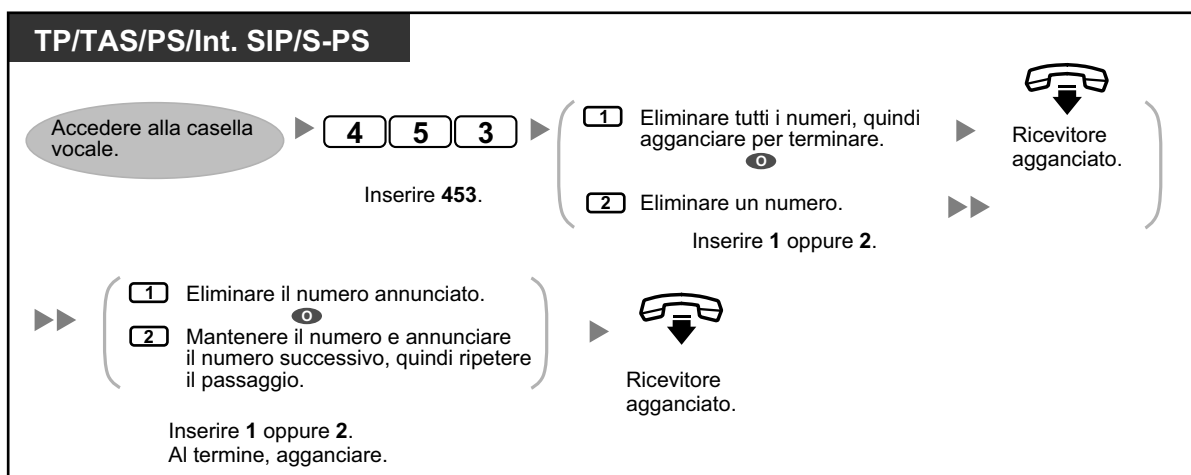 TP/TAS/PS/Int. SIP/S-PS
Accedere alla casella
vocale.
4 5 3
Inserire 453.
1 Eliminare tutti i numeri, quindi
agganciare per terminare.
O
2 Eliminare un numero.
Inserire 1 oppure 2.
Ricevitore
agganciato.
1 Eliminare il numero annunciato.
O
2 Mantenere il numero e annunciare
il numero successivo, quindi ripetere
il passaggio.
Inserire 1 oppure 2.
Al termine, agganciare.
Ricevitore
agganciato.